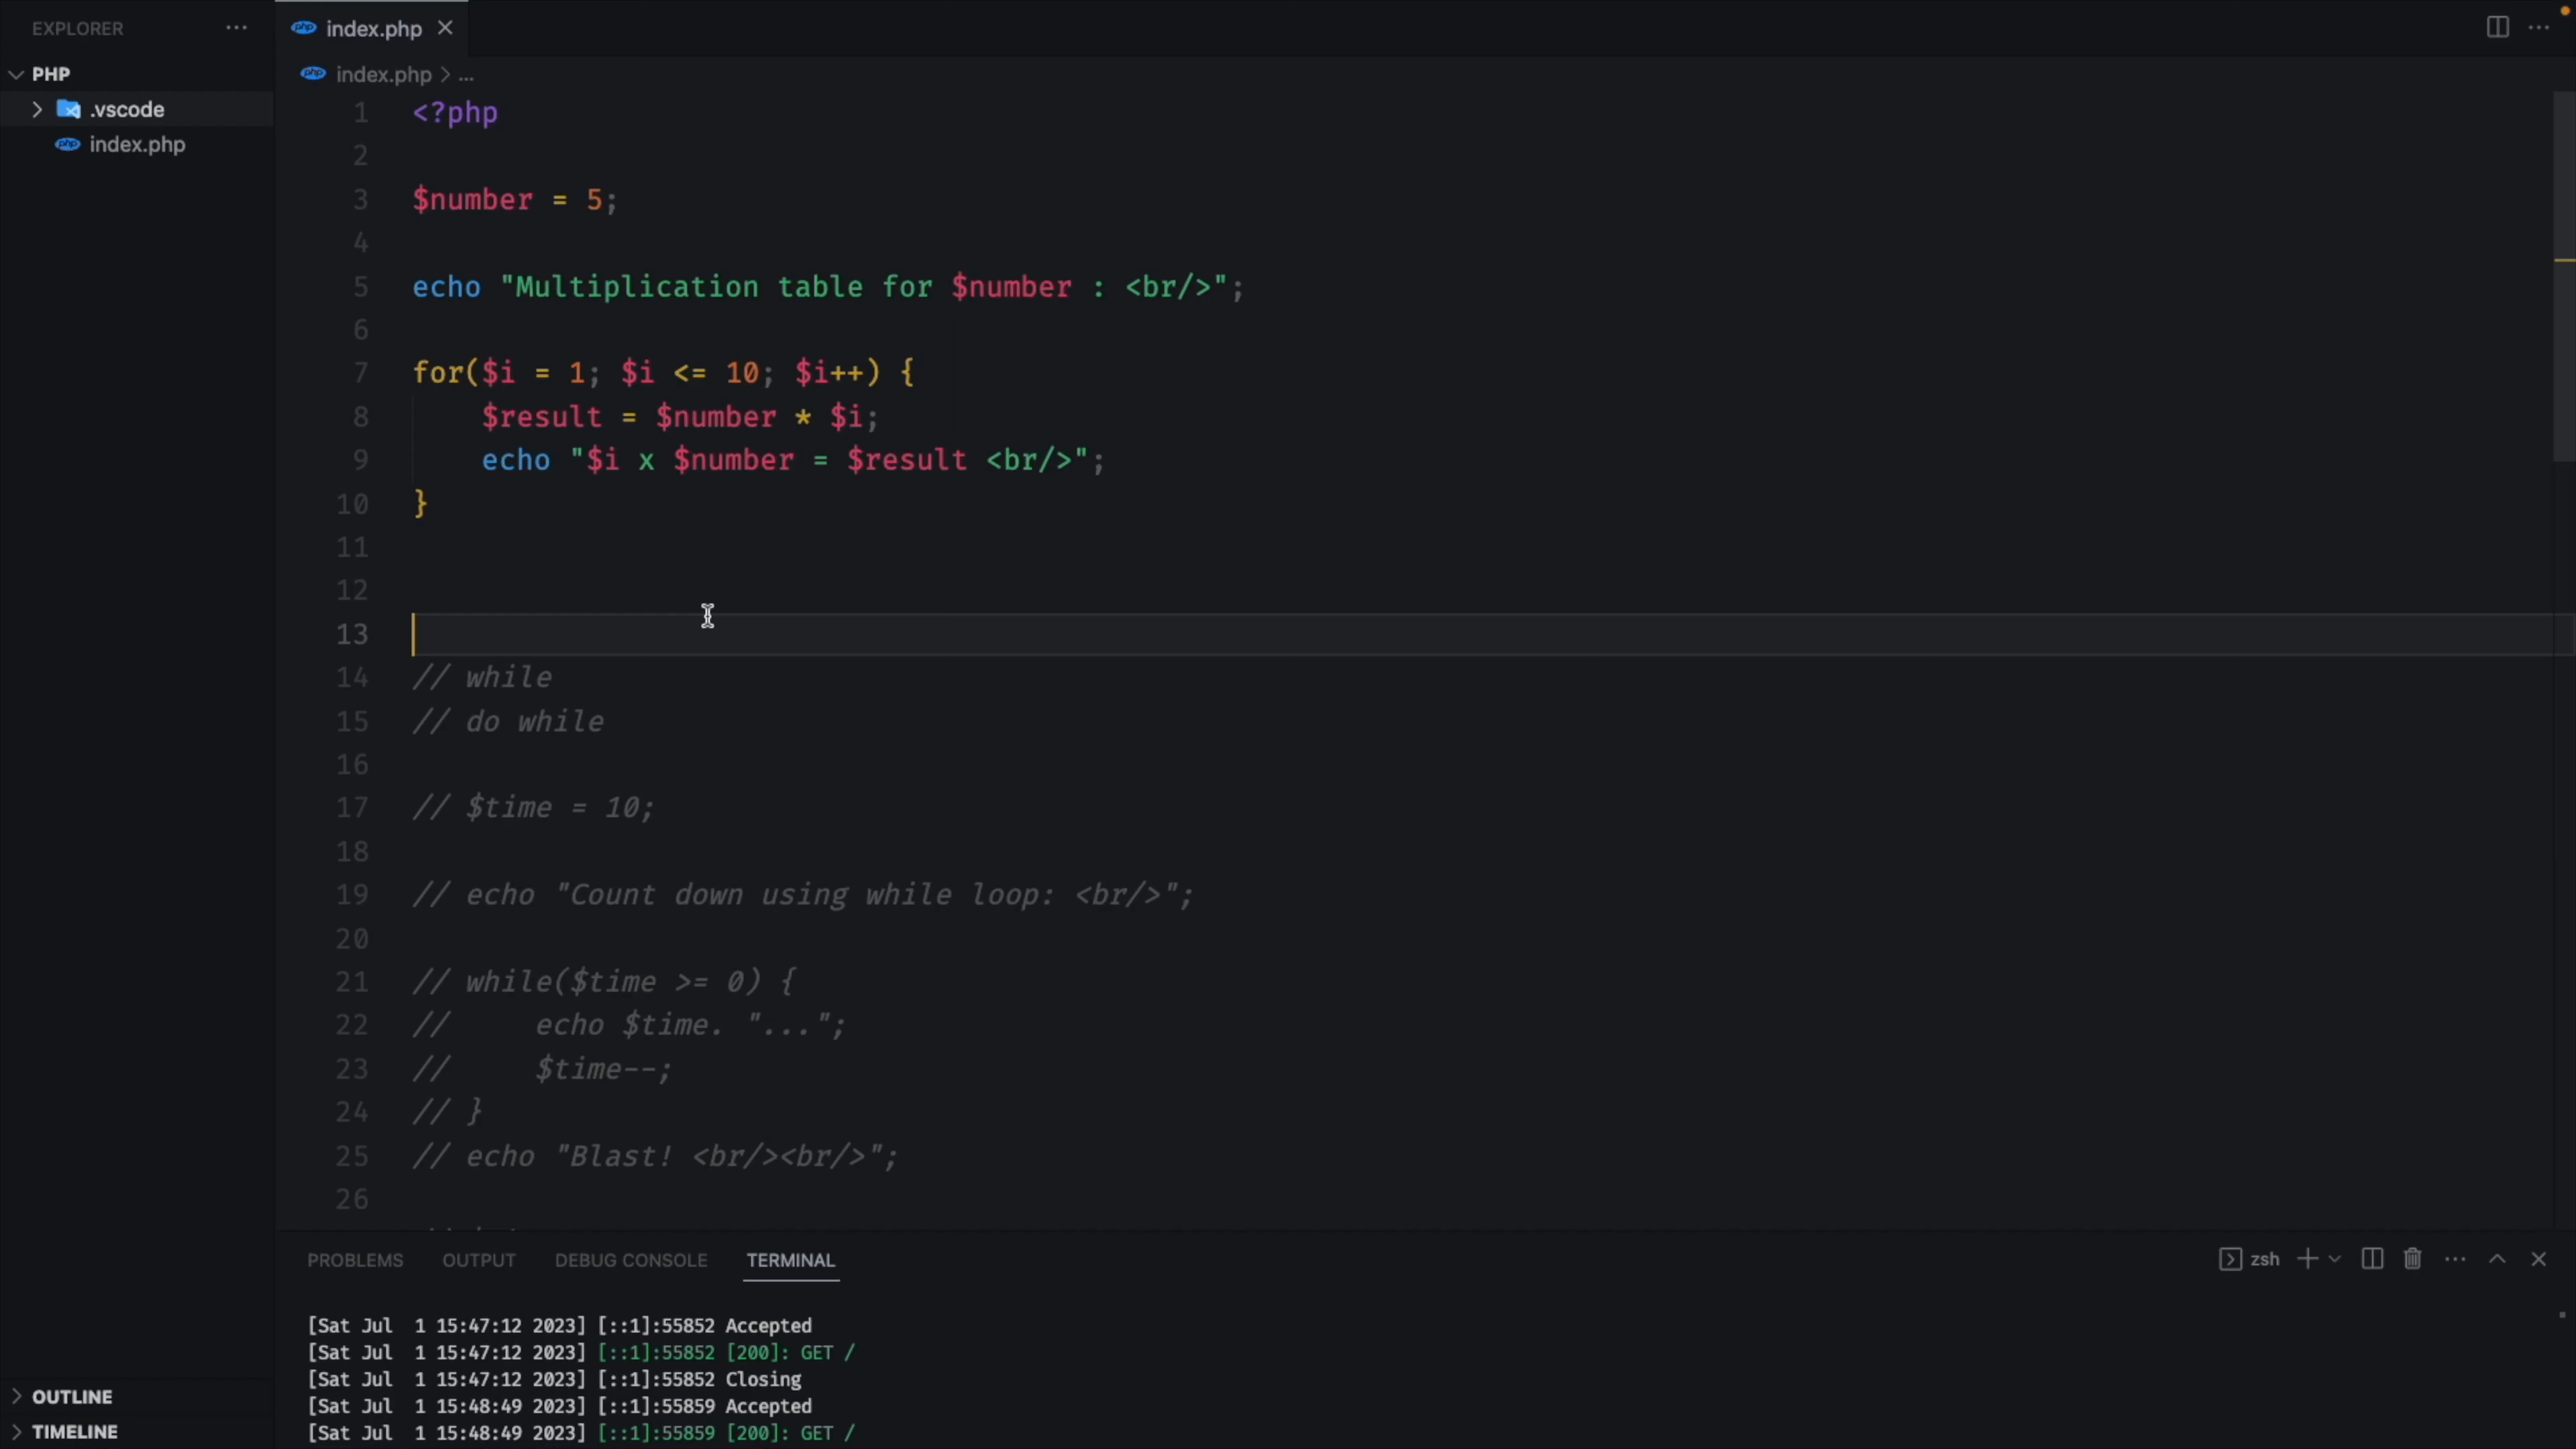 EXPLORER
PHP
.vscode
index.php
OUTLINE
TIMELINE
index.php
index.php > ...
1 <?php
2
3 $number = 5;
4
5 echo "Multiplication table for $number : <br/>";
6
7 for($i = 1; $i <= 10; $i++) {
8     $result = $number * $i;
9     echo "$i x $number = $result <br/>";
10 }
11
12
13
14 // while
15 // do while
16
17 // $time = 10;
18
19 // echo "Count down using while loop: <br/>";
20
21 // while($time >= 0) {
22 //     echo $time. "...";
23 //     $time--;
24 // }
25 // echo "Blast! <br/><br/>";
26
PROBLEMS OUTPUT DEBUG CONSOLE TERMINAL
zsh
[Sat Jul  1 15:47:12 2023] [::1]:55852 Accepted
[Sat Jul  1 15:47:12 2023] [::1]:55852 [200]: GET /
[Sat Jul  1 15:47:12 2023] [::1]:55852 Closing
[Sat Jul  1 15:48:49 2023] [::1]:55859 Accepted
[Sat Jul  1 15:48:49 2023] [::1]:55859 [200]: GET /